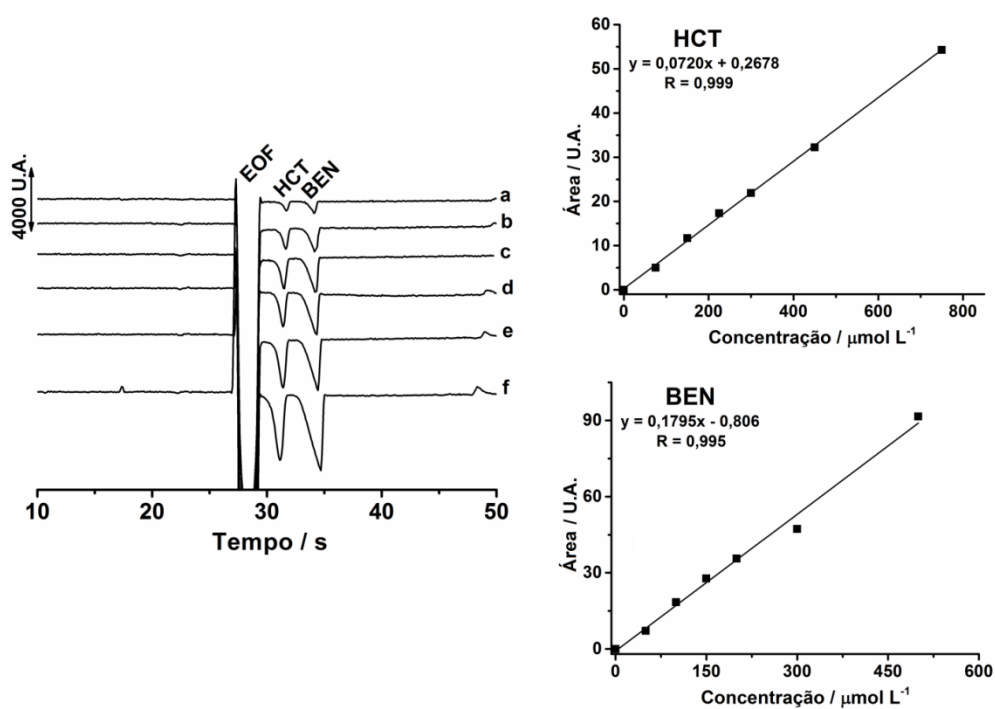 4000 U.A.
EOF
HCT
BEN
a
b
c
d
e
f
10 20 30 40 50
Tempo / s
HCT
y = 0,0720x + 0,2678
R = 0,999
60
50
40
30
20
10
0
Área / U.A.
0 200 400 600 800
Concentração / μmol L⁻¹
BEN
y = 0,1795x - 0,806
R = 0,995
90
60
30
0
Área / U.A.
0 150 300 450 600
Concentração / μmol L⁻¹